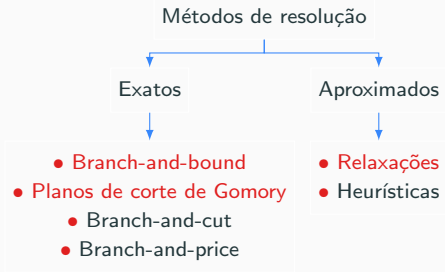 Métodos de resolução
Exatos
Aproximados
• Branch-and-bound
• Planos de corte de Gomory
• Branch-and-cut
• Branch-and-price
• Relaxações
• Heurísticas